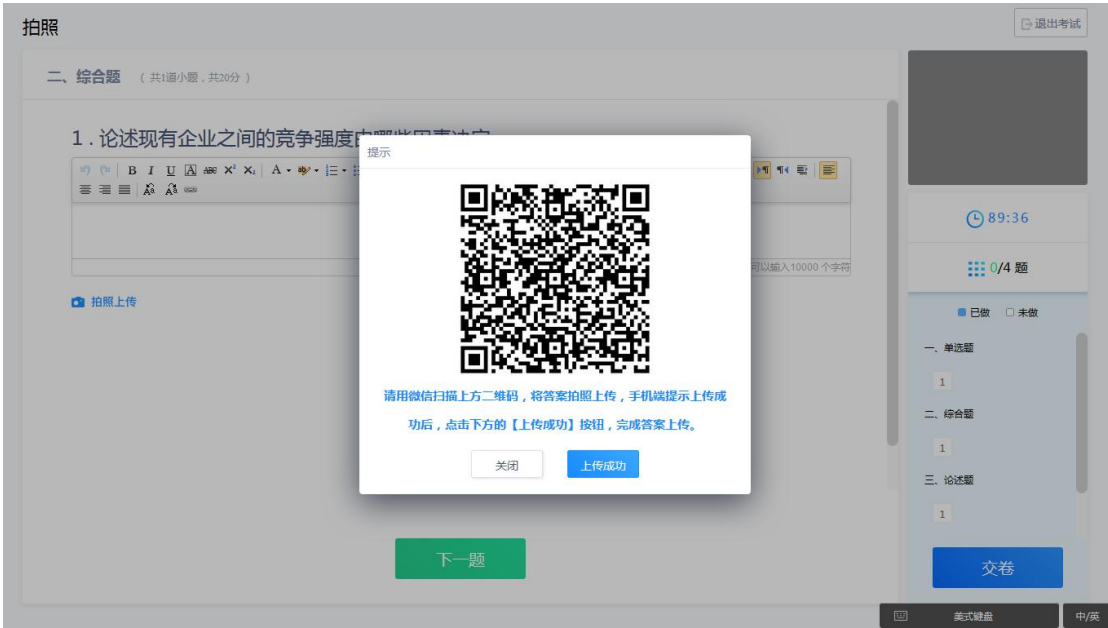 拍照
退出考试
二、综合题 （ 共1道小题，共20分 ）
1 . 论述现有企业之间的竞争强度
提示
可以输入10000 个字符
拍照上传
请用微信扫描上方二维码，将答案拍照上传，手机端提示上传成
功后，点击下方的【上传成功】按钮，完成答案上传。
关闭
上传成功
下一题
89:36
0/4 题
已做 未做
一、单选题
1
二、综合题
1
三、论述题
1
交卷
美式键盘
中/英